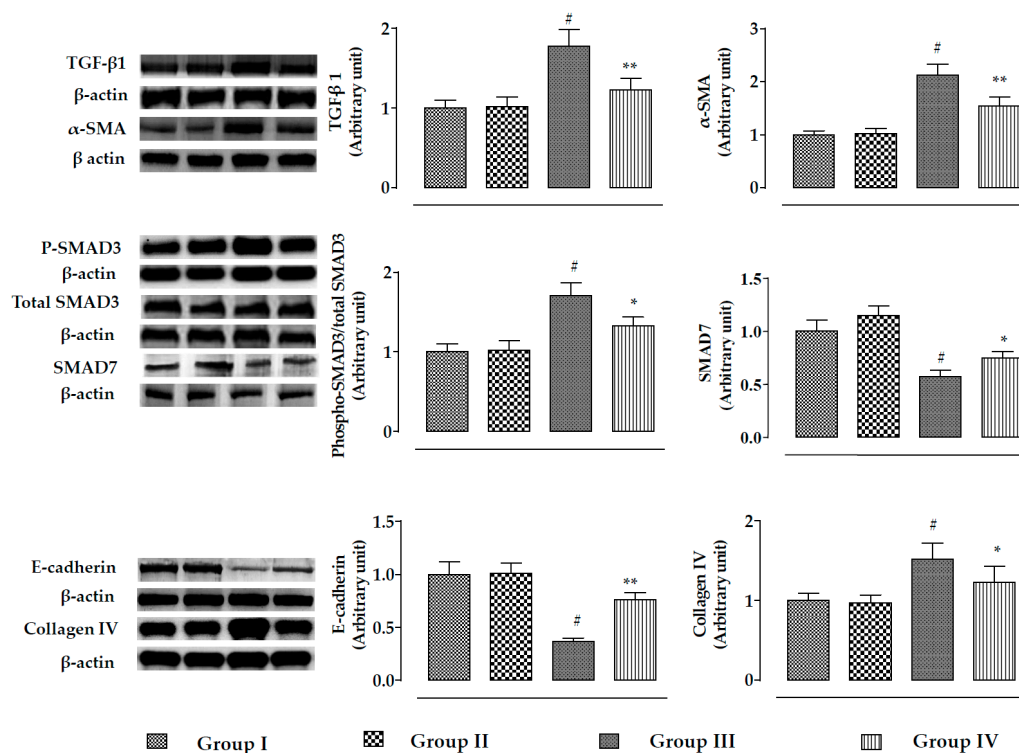 TGF-β1
β-actin
α-SMA
β actin
TGF-β 1
(Arbitrary unit)
2
1
0
#
**
α-SMA
(Arbitrary unit)
3
2
1
0
#
**
P-SMAD3
β-actin
Total SMAD3
β-actin
SMAD7
β-actin
Phospho-SMAD3/total SMAD3
(Arbitrary unit)
2
1
0
#
*
SMAD7
(Arbitrary unit)
1.5
1.0
0.5
0.0
#
*
E-cadherin
β-actin
Collagen IV
β-actin
E-cadherin
(Arbitrary unit)
1.5
1.0
0.5
0.0
#
**
Collagen IV
(Arbitrary unit)
2
1
0
#
*
Group I Group II Group III Group IV